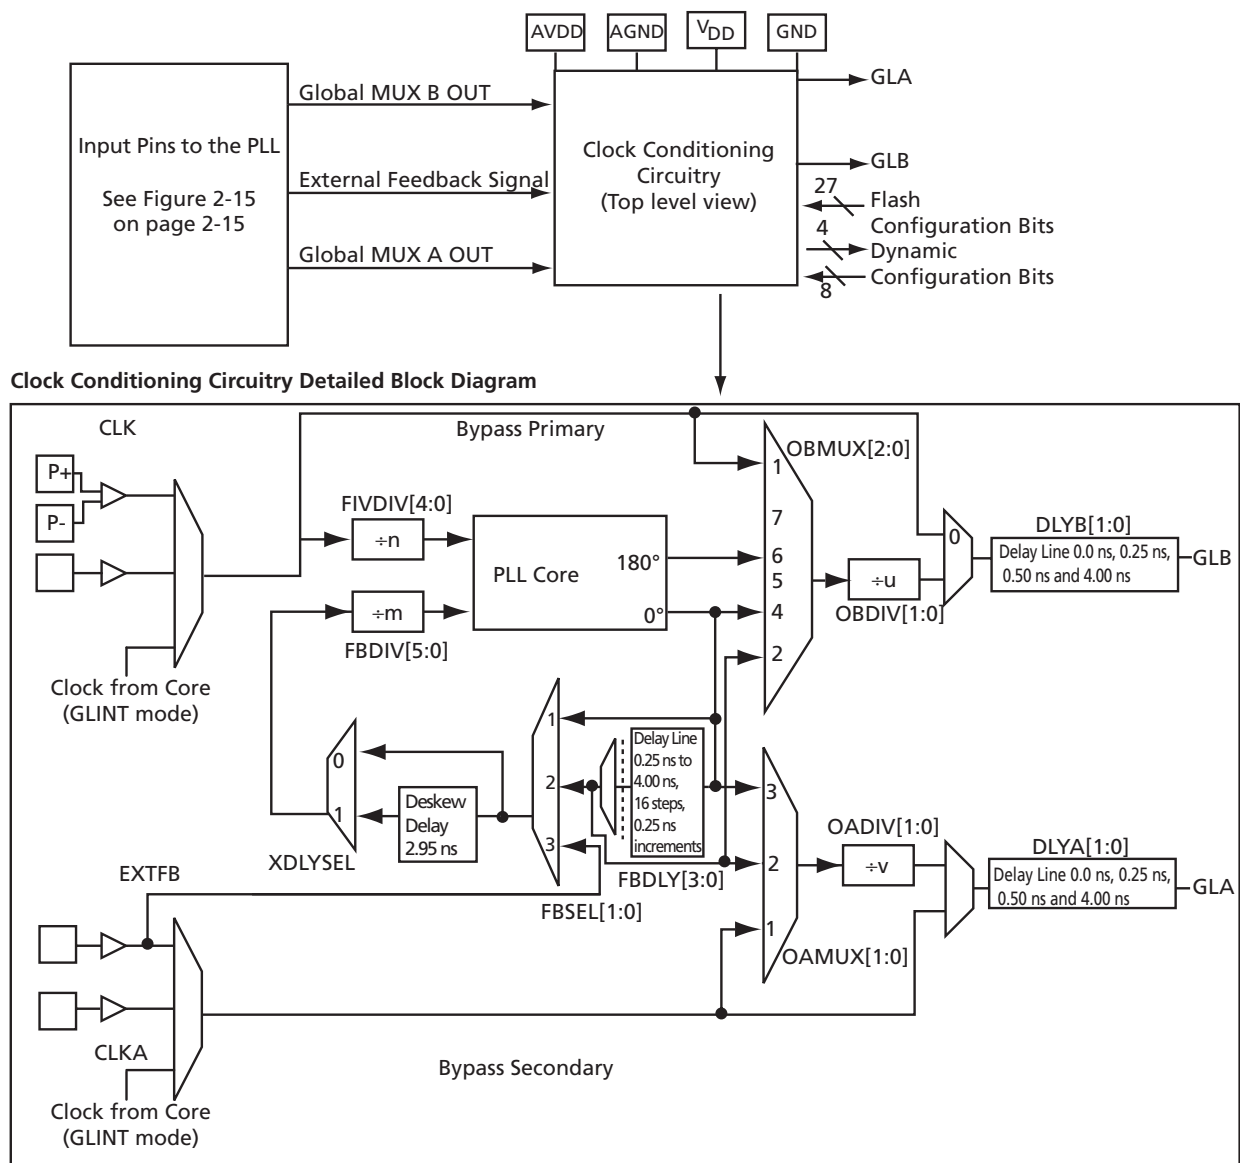 AVDD
AGND
VDD
GND
Input Pins to the PLL
See Figure 2-15
on page 2-15
Global MUX B OUT
External Feedback Signal
Global MUX A OUT
Clock Conditioning
Circuitry
(Top level view)
GLA
GLB
27
Flash
Configuration Bits
4
Dynamic
Configuration Bits
8
Clock Conditioning Circuitry Detailed Block Diagram
CLK
P+
P-
Clock from Core
(GLINT mode)
Bypass Primary
FIVDIV[4:0]
÷n
÷m
FBDIV[5:0]
PLL Core
180°
0°
OBMUX[2:0]
1
7
6
5
4
2
÷u
OBDIV[1:0]
0
DLYB[1:0]
Delay Line 0.0 ns, 0.25 ns,
0.50 ns and 4.00 ns
GLB
0
1
XDLYSEL
Deskew
Delay
2.95 ns
1
2
3
FBSEL[1:0]
Delay Line
0.25 ns to
4.00 ns,
16 steps,
0.25 ns
increments
FBDLY[3:0]
3
2
1
OAMUX[1:0]
OADIV[1:0]
÷v
DLYA[1:0]
Delay Line 0.0 ns, 0.25 ns,
0.50 ns and 4.00 ns
GLA
EXTFB
CLKA
Clock from Core
(GLINT mode)
Bypass Secondary